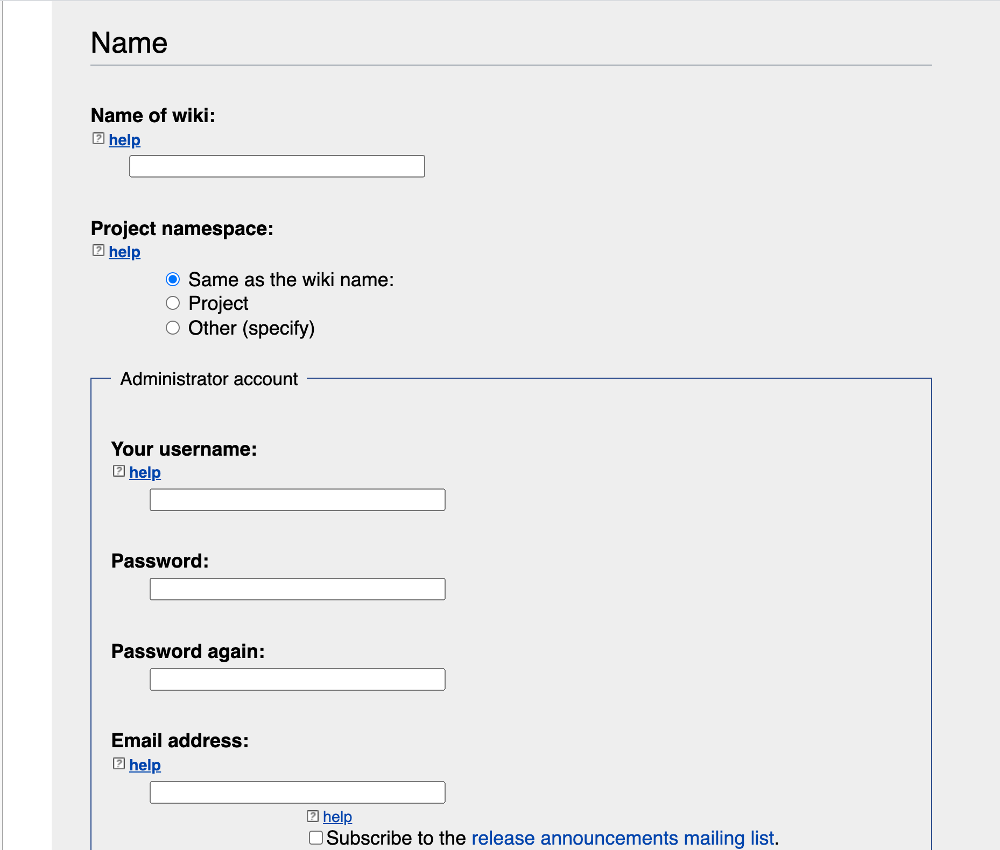 Name
Name of wiki:
help
Project namespace:
help
Same as the wiki name:
Project
Other (specify)
Administrator account
Your username:
help
Password:
Password again:
Email address:
help
help
Subscribe to the release announcements mailing list.